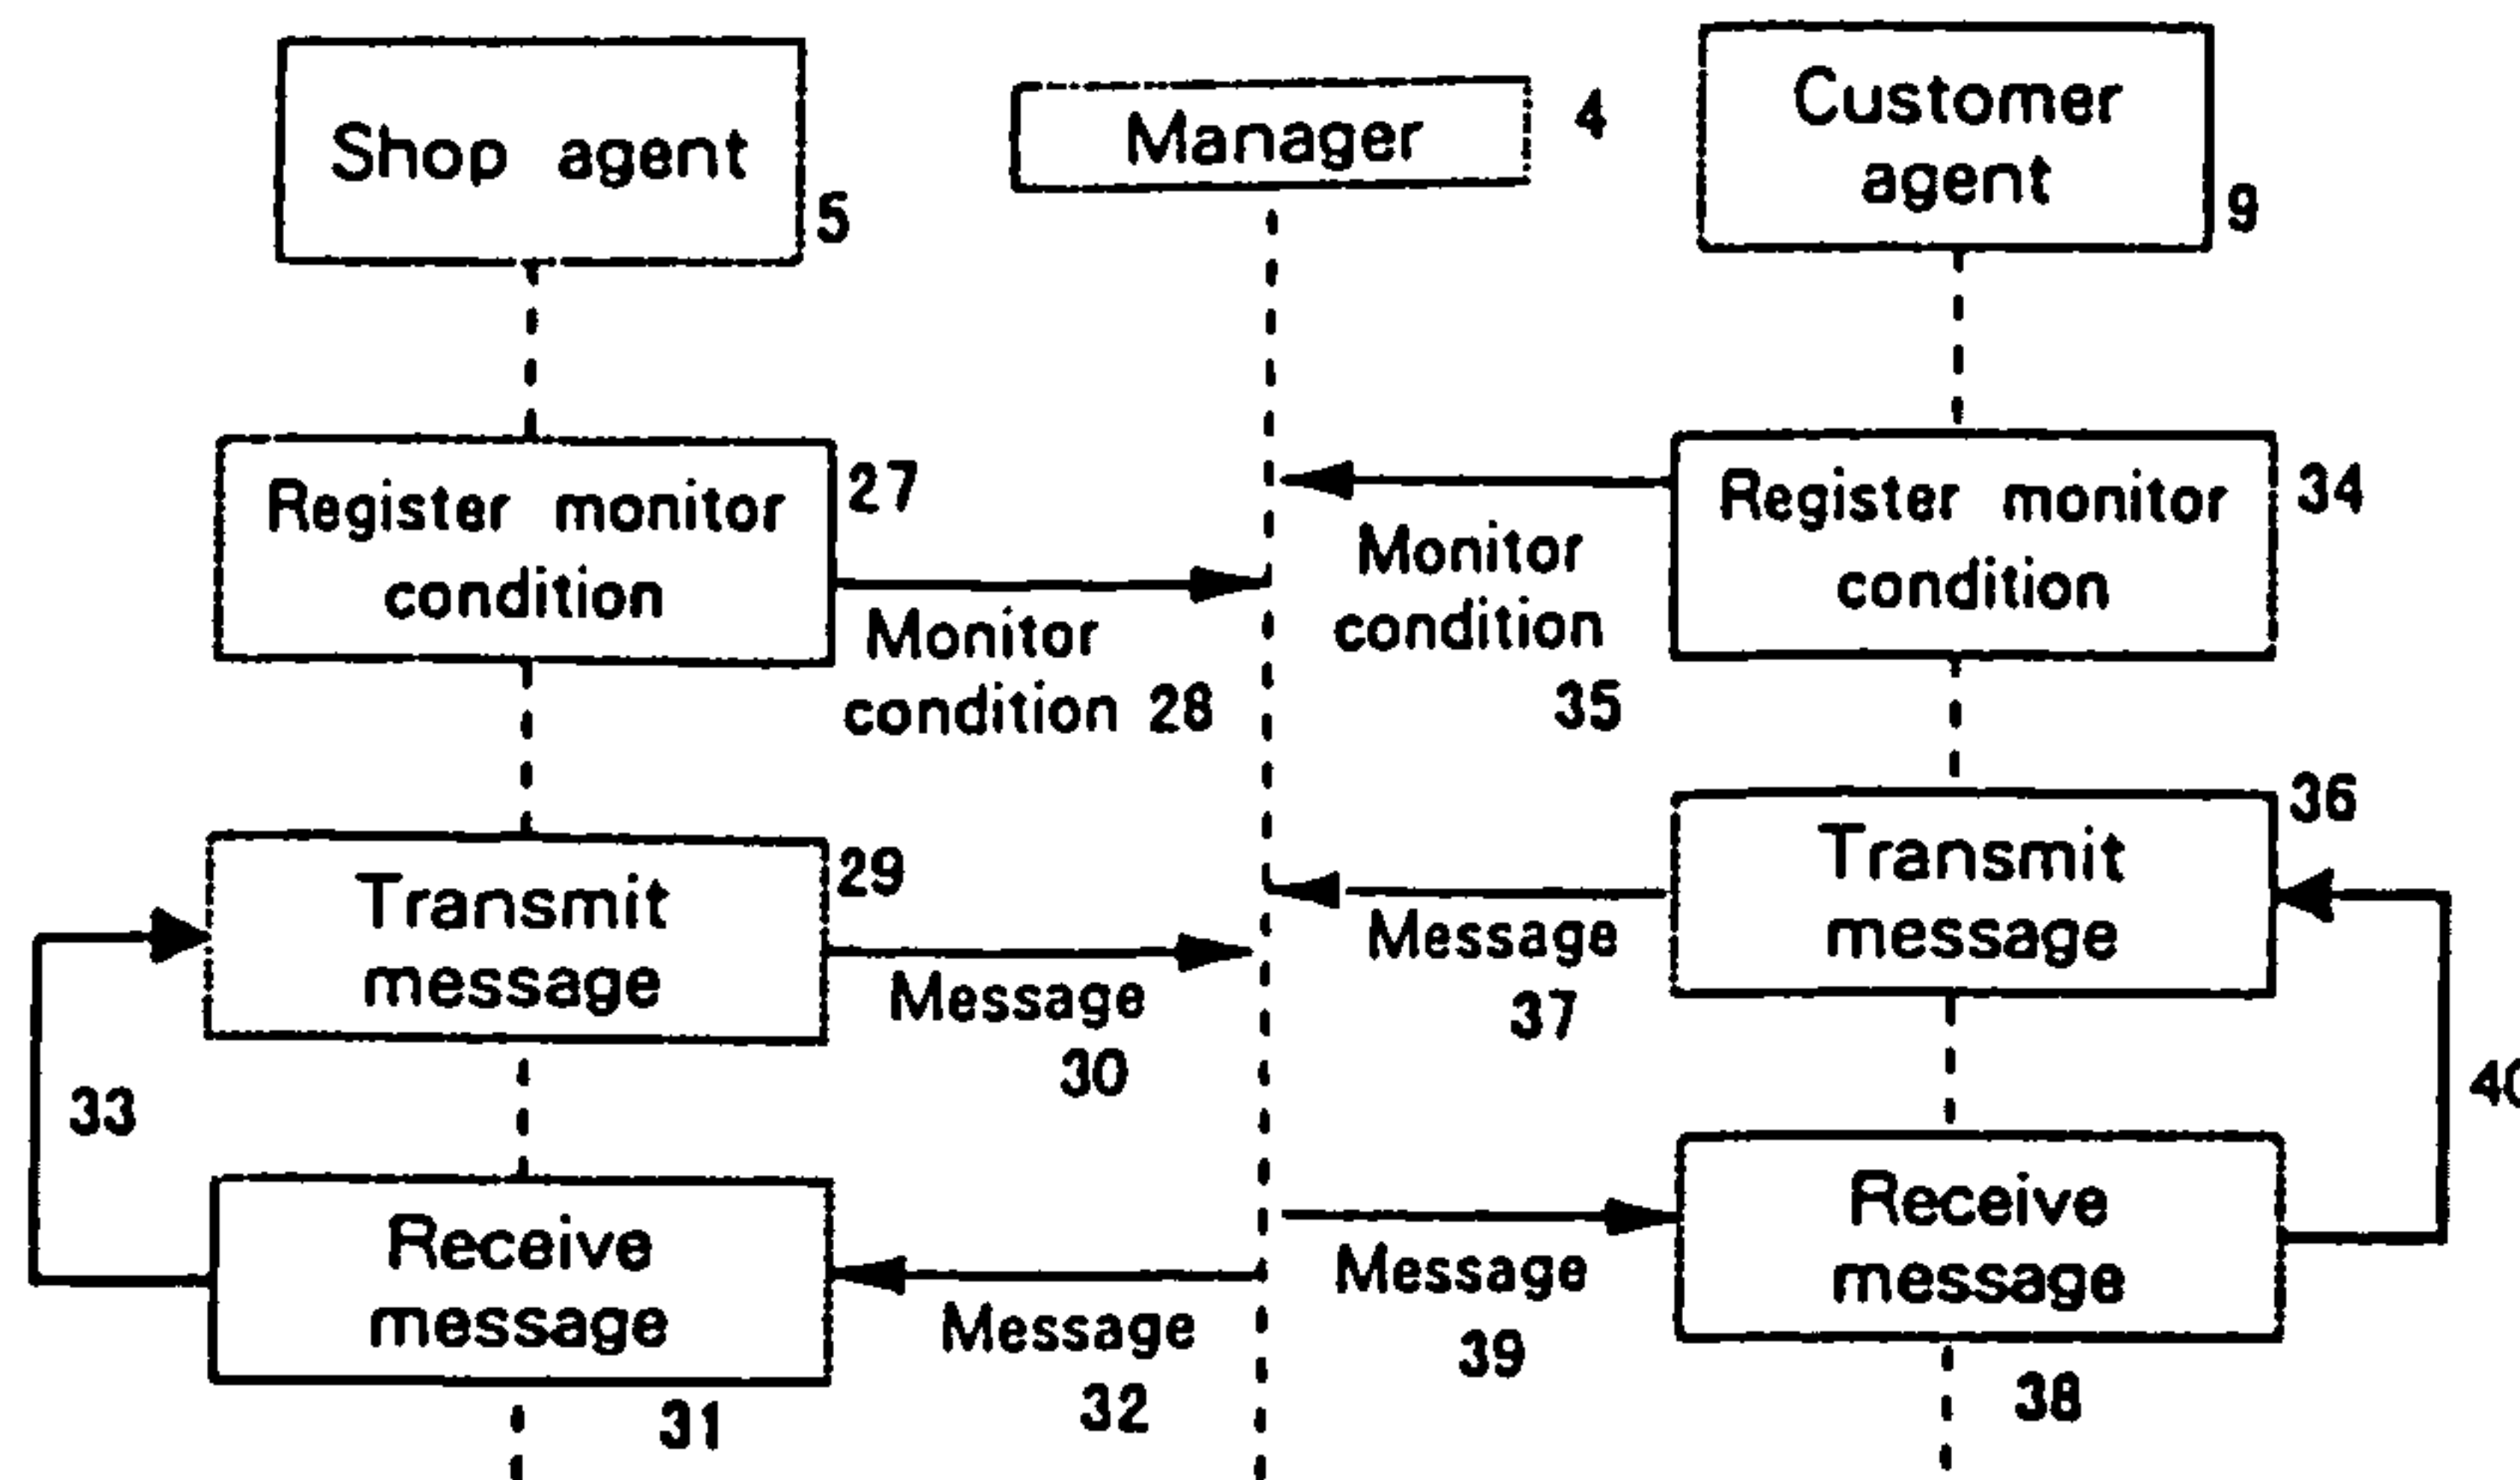 Shop agent
5
Manager
4
Customer
agent
9
Register monitor
condition
27
Monitor
condition 28
Monitor
condition
35
Register monitor
condition
34
Transmit
message
29
Message
30
Message
37
Transmit
message
36
33
40
Receive
message
31
Message
32
Message
39
Receive
message
38